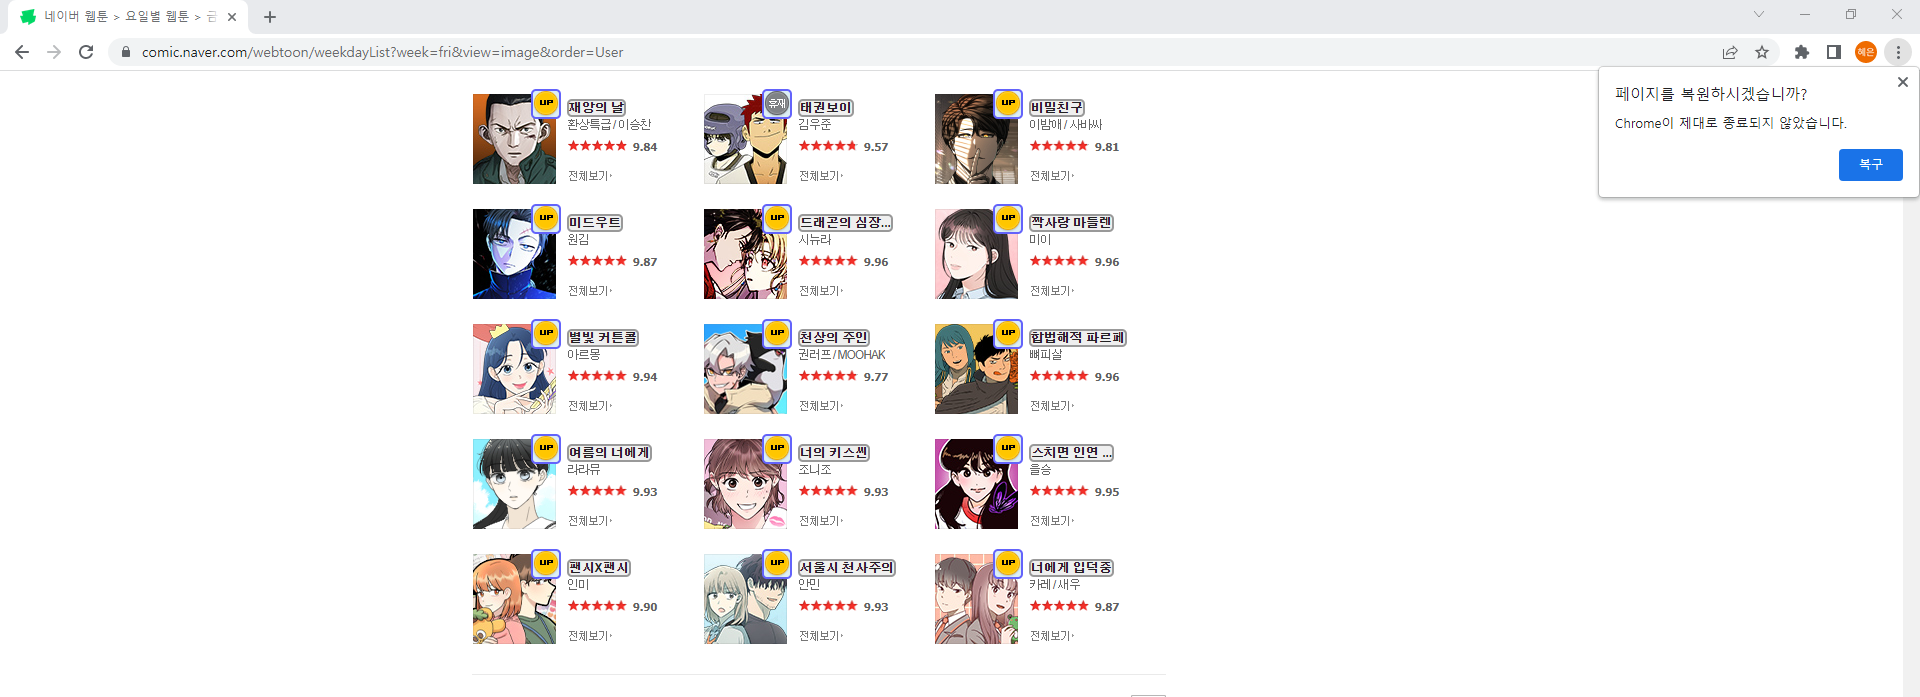 네이버 웹툰 > 요일별 웹툰 > 금
comic.naver.com/webtoon/weekdayList?week=fri&view=image&order=User
혜은
페이지를 복원하시겠습니까?
Chrome이 제대로 종료되지 않았습니다.
복구
UP
재앙의 날
환상특급 / 이승찬
9.84
전체보기
휴재
태권보이
김우준
9.57
전체보기
UP
비밀친구
이밤애 / 사바싸
9.81
전체보기
UP
미드우트
원김
9.87
전체보기
UP
드래곤의 심장...
시뉴라
9.96
전체보기
UP
짝사랑 마들렌
미이
9.96
전체보기
UP
별빛 커튼콜
아르몽
9.94
전체보기
UP
천상의 주인
권러프 / MOOHAK
9.77
전체보기
UP
합법해적 파르페
뼈피살
9.96
전체보기
UP
여름의 너에게
라라뮤
9.93
전체보기
UP
너의 키스씬
조니조
9.93
전체보기
UP
스치면 인연 ...
을승
9.95
전체보기
UP
팬시X팬시
인미
9.90
전체보기
UP
서울시 천사주의
안민
9.93
전체보기
UP
너에게 입덕중
카레 / 새우
9.87
전체보기